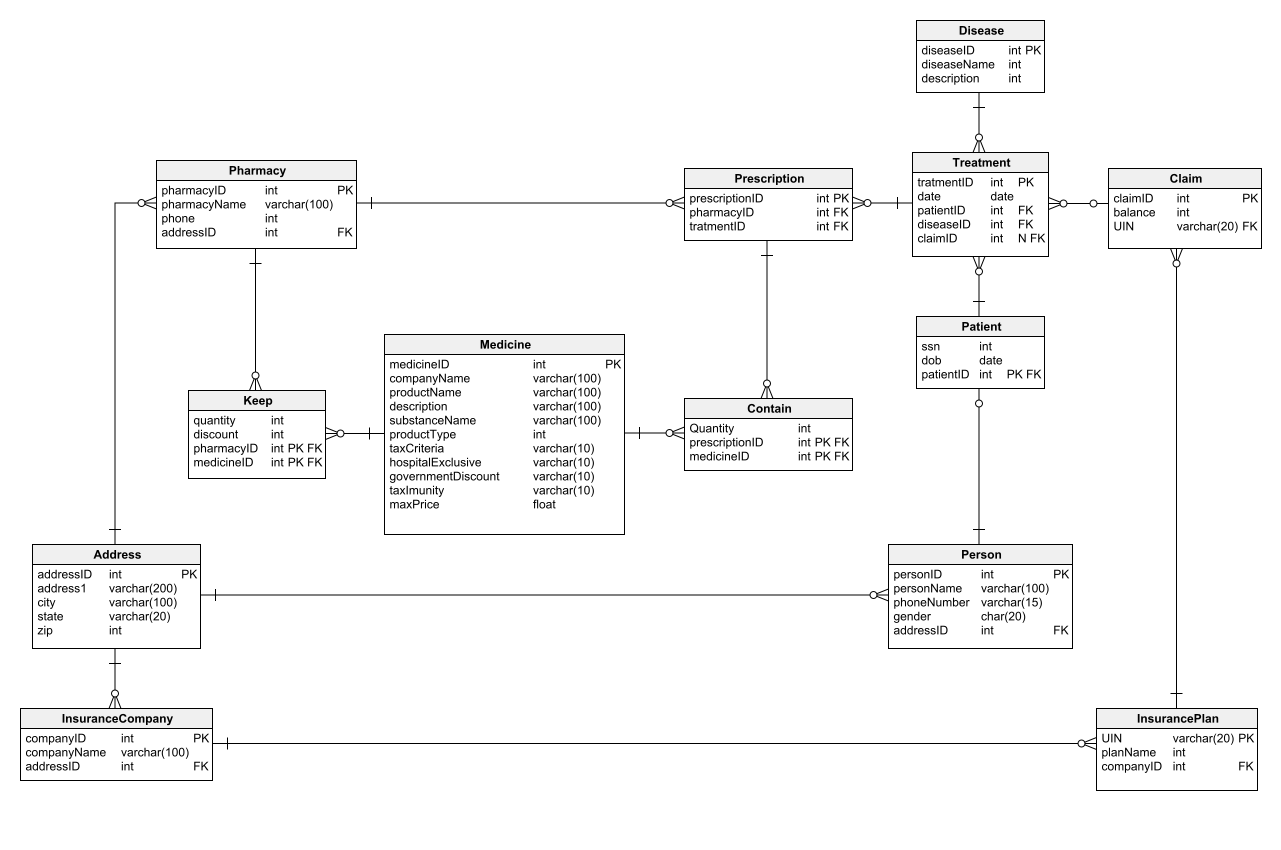 Disease
diseaseID int PK
diseaseName int
description int
Pharmacy
pharmacyID int PK
pharmacyName varchar(100)
phone int
addressID int FK
Prescription
prescriptionID int PK
pharmacyID int FK
tratmentID int FK
Treatment
tratmentID int PK
date date
patientID int FK
diseaseID int FK
claimID int N FK
Claim
claimID int PK
balance int
UIN varchar(20) FK
Patient
ssn int
dob date
patientID int PK FK
Medicine
medicineID int PK
companyName varchar(100)
productName varchar(100)
description varchar(100)
substanceName varchar(100)
productType int
taxCriteria varchar(10)
hospitalExclusive varchar(10)
governmentDiscount varchar(10)
taxImunity varchar(10)
maxPrice float
Keep
quantity int
discount int
pharmacyID int PK FK
medicineID int PK FK
Contain
Quantity int
prescriptionID int PK FK
medicineID int PK FK
Address
addressID int PK
address1 varchar(200)
city varchar(100)
state varchar(20)
zip int
Person
personID int PK
personName varchar(100)
phoneNumber varchar(15)
gender char(20)
addressID int FK
InsuranceCompany
companyID int PK
companyName varchar(100)
addressID int FK
InsurancePlan
UIN varchar(20) PK
planName int
companyID int FK